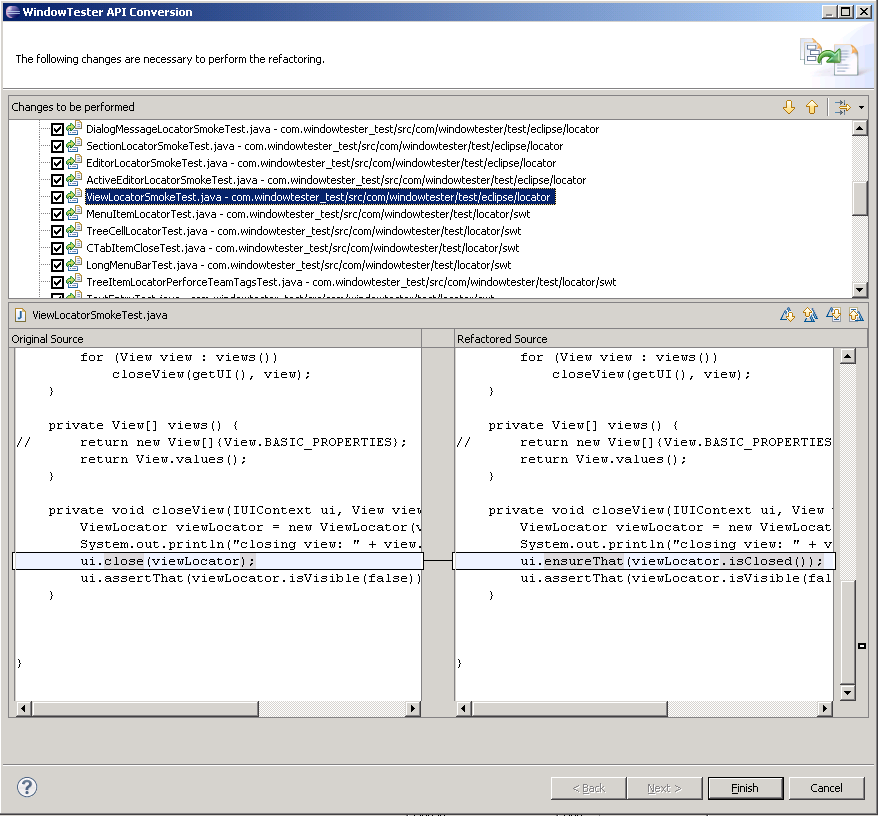 WindowTester API Conversion
The following changes are necessary to perform the refactoring.
Changes to be performed
DialogMessageLocatorSmokeTest.java - com.windowtester_test/src/com/windowtester/test/eclipse/locator
SectionLocatorSmokeTest.java - com.windowtester_test/src/com/windowtester/test/eclipse/locator
EditorLocatorSmokeTest.java - com.windowtester_test/src/com/windowtester/test/eclipse/locator
ActiveEditorLocatorSmokeTest.java - com.windowtester_test/src/com/windowtester/test/eclipse/locator
ViewLocatorSmokeTest.java - com.windowtester_test/src/com/windowtester/test/eclipse/locator
MenuItemLocatorTest.java - com.windowtester_test/src/com/windowtester/test/locator/swt
TreeCellLocatorTest.java - com.windowtester_test/src/com/windowtester/test/locator/swt
CTabItemCloseTest.java - com.windowtester_test/src/com/windowtester/test/locator/swt
LongMenuBarTest.java - com.windowtester_test/src/com/windowtester/test/locator/swt
TreeItemLocatorPerforceTeamTagsTest.java - com.windowtester_test/src/com/windowtester/test/locator/swt
ViewLocatorSmokeTest.java
Original Source
for (View view : views())
closeView(getUI(), view);
}
private View[] views() {
// return new View[]{View.BASIC_PROPERTIES};
return View.values();
}
private void closeView(IUIContext ui, View view
ViewLocator viewLocator = new ViewLocator(v
System.out.println("closing view: " + view.
ui.close(viewLocator);
ui.assertThat(viewLocator.isVisible(false))
}
}
Refactored Source
for (View view : views())
closeView(getUI(), view);
}
private View[] views() {
// return new View[]{View.BASIC_PROPERTIES
return View.values();
}
private void closeView(IUIContext ui, View v
ViewLocator viewLocator = new ViewLocat
System.out.println("closing view: " + v
ui.ensureThat(viewLocator.isClosed());
ui.assertThat(viewLocator.isVisible(fal
}
}
?
< Back
Next >
Finish
Cancel